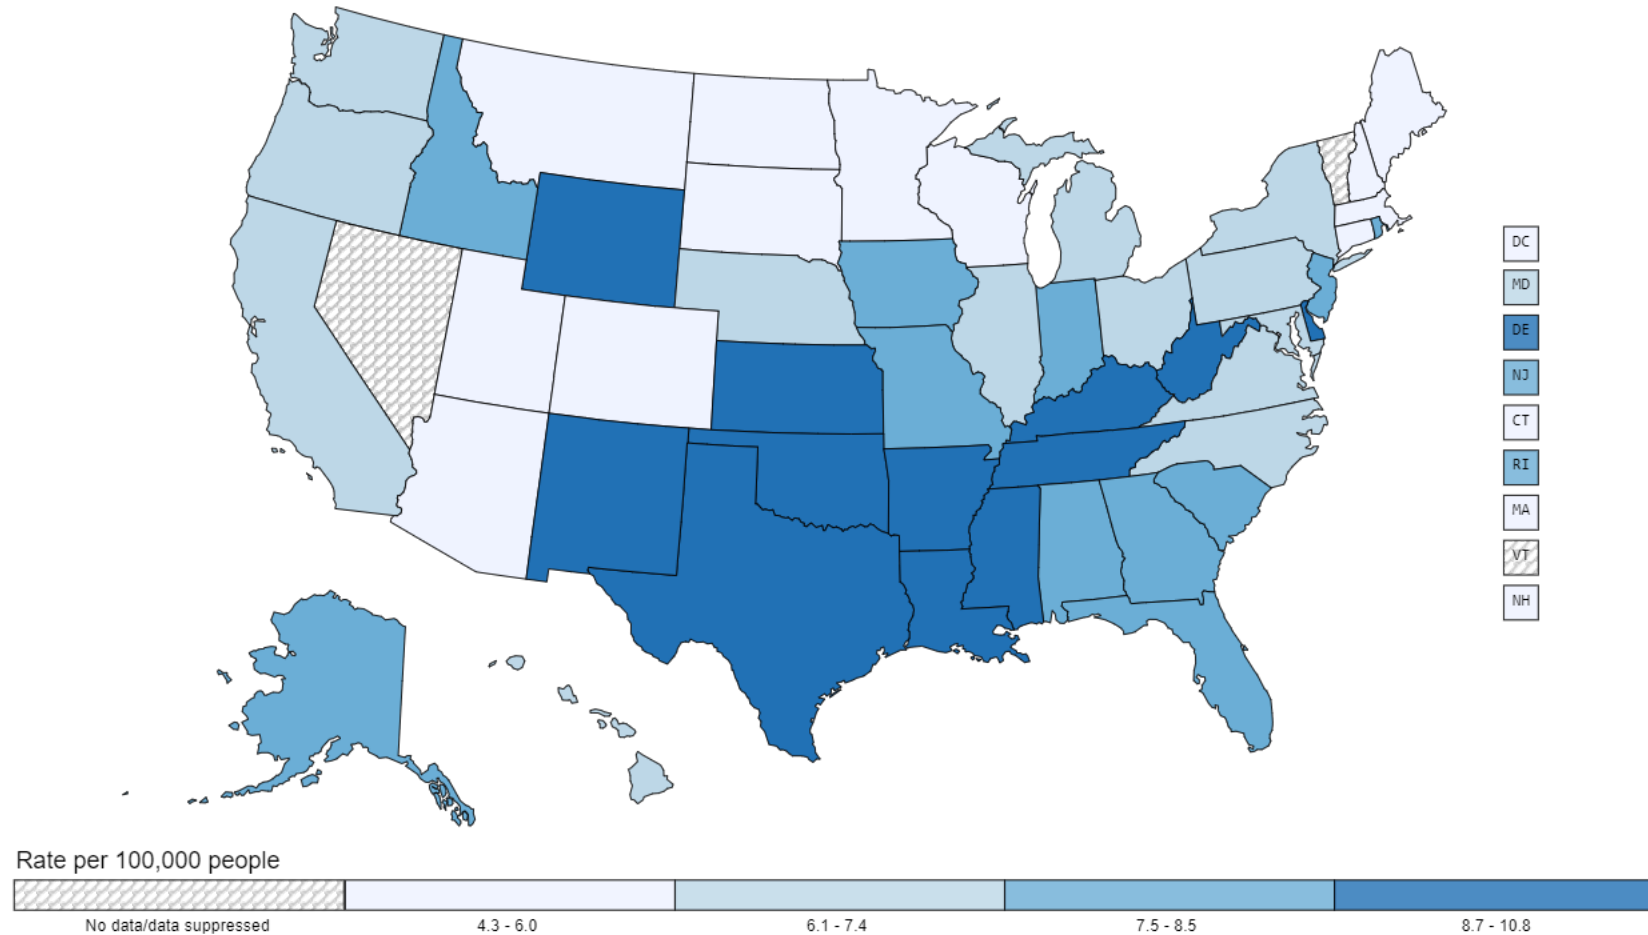 DC
MD
DE
NJ
CT
RI
MA
VT
NH
Rate per 100,000 people
No data/data suppressed
4.3 - 6.0
6.1 - 7.4
7.5 - 8.5
8.7 - 10.8